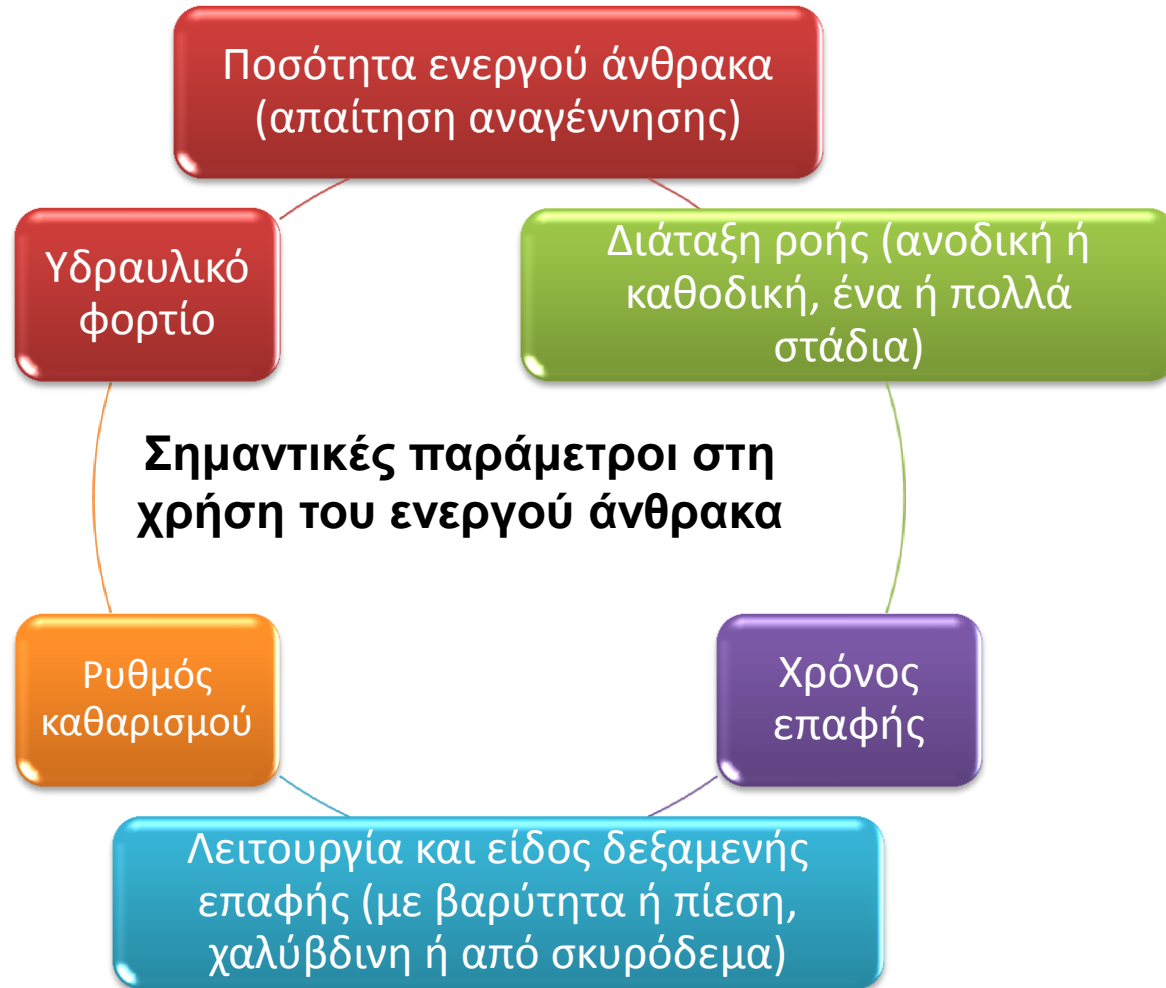 Ποσότητα ενεργού άνθρακα
(απαίτηση αναγέννησης)
Υδραυλικό
φορτίο
Διάταξη ροής (ανοδική ή
καθοδική, ένα ή πολλά
στάδια)
Σημαντικές παράμετροι στη
χρήση του ενεργού άνθρακα
Ρυθμός
καθαρισμού
Χρόνος
επαφής
Λειτουργία και είδος δεξαμενής
επαφής (με βαρύτητα ή πίεση,
χαλύβδινη ή από σκυρόδεμα)